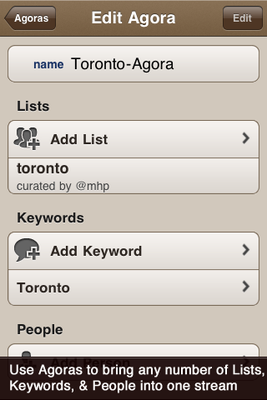 Agoras
Edit Agora
Edit
name Toronto-Agora
Lists
Add List
toronto
curated by @mhp
Keywords
Add Keyword
Toronto
People
Add Person
Use Agoras to bring any number of Lists,
Keywords, & People into one stream